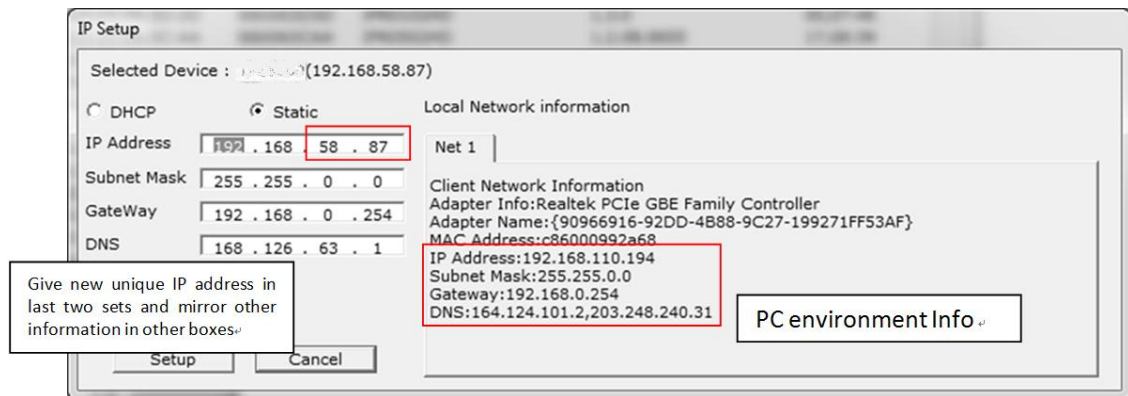 IP Setup
Selected Device : (192.168.58.87)
DHCP
Static
IP Address 192 . 168 . 58 . 87
Subnet Mask 255 . 255 . 0 . 0
GateWay 192 . 168 . 0 . 254
DNS 168 . 126 . 63 . 1
Give new unique IP address in
last two sets and mirror other
information in other boxes
Setup
Cancel
Local Network information
Net 1
Client Network Information
Adapter Info:Realtek PCIe GBE Family Controller
Adapter Name:{90966916-92DD-4B88-9C27-199271FF53AF}
MAC Address:c86000992a68
IP Address:192.168.110.194
Subnet Mask:255.255.0.0
Gateway:192.168.0.254
DNS:164.124.101.2,203.248.240.31
PC environment Info